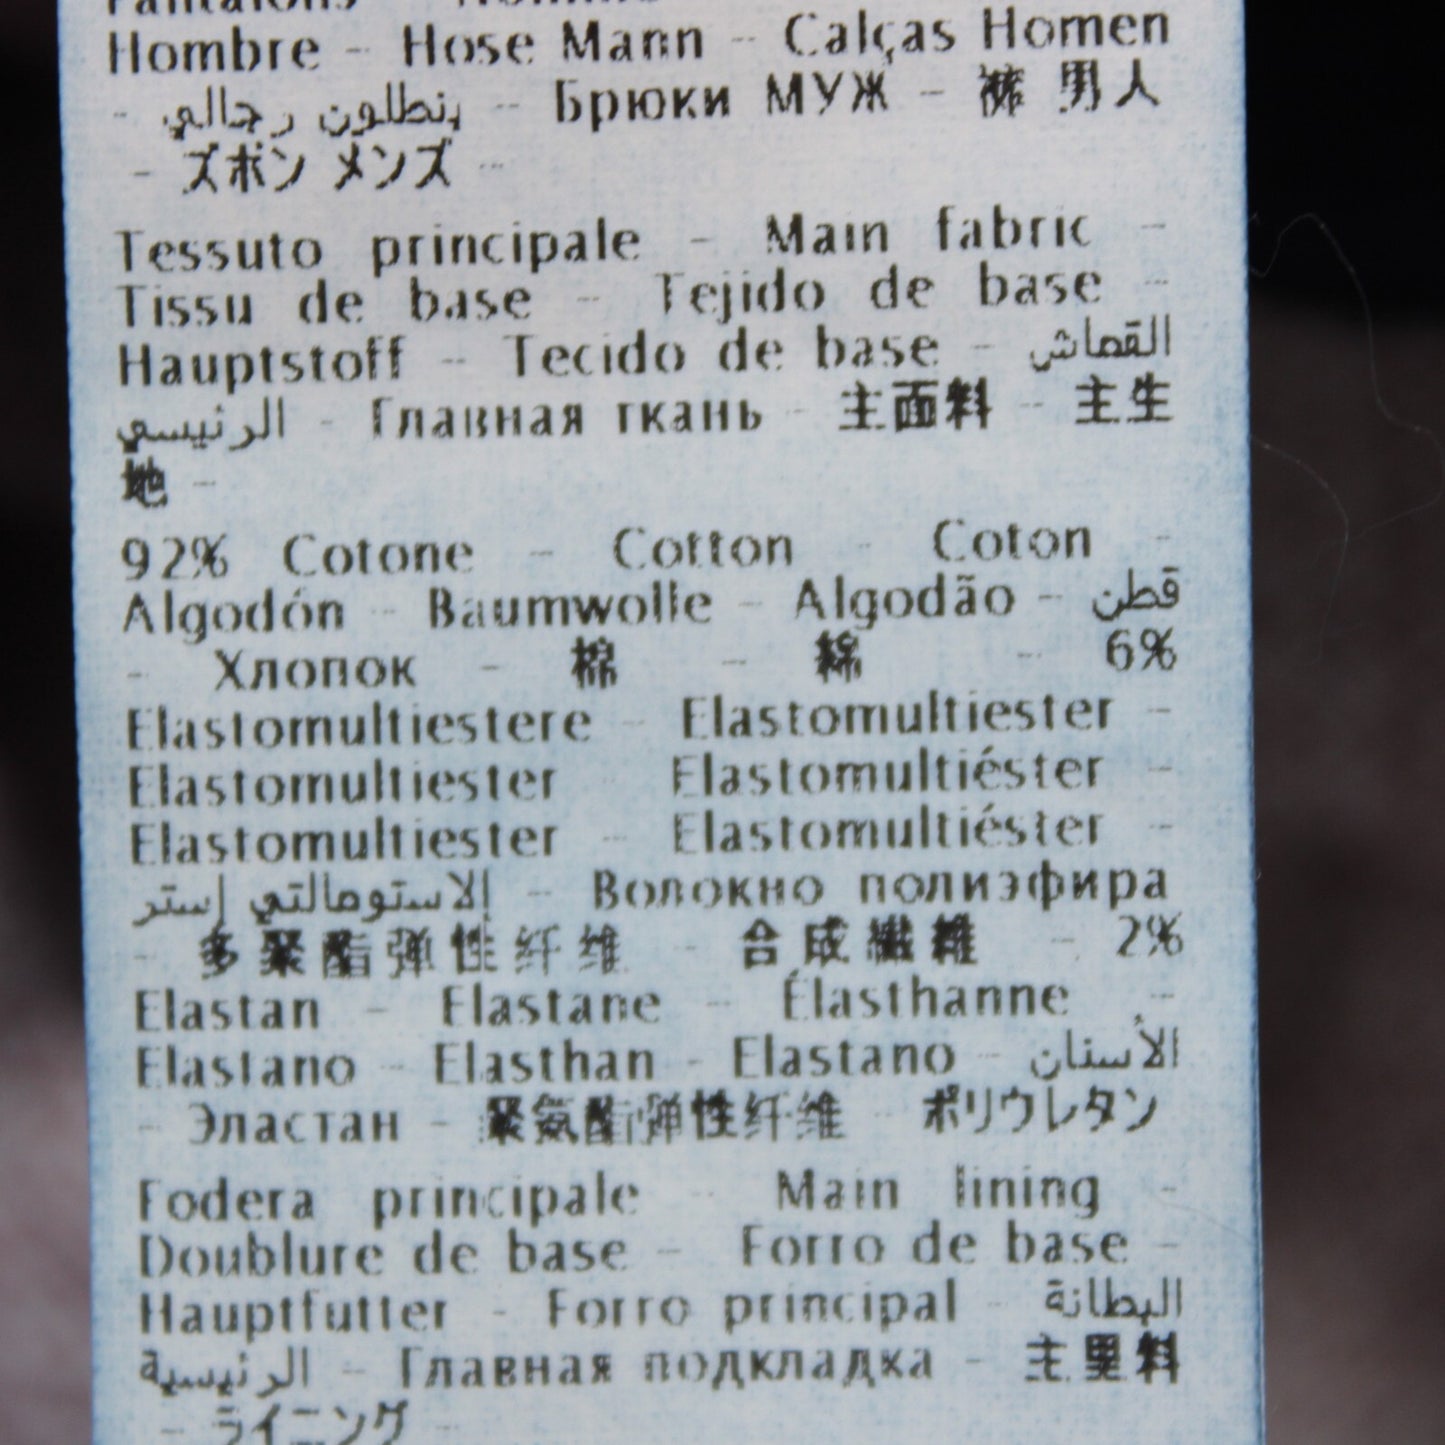 Hombre - Hose Mann - Calças Homen
- بنطلون رجالي - Брюки МУЖ - 裤 男人
- ズボン メンズ -
Tessuto principale - Main fabric -
Tissu de base - Tejido de base -
Hauptstoff - Tecido de base - القماش
الرئيسي - Главная ткань - 主面料 - 主生
地 -
92% Cotone - Cotton - Coton -
Algodón - Baumwolle - Algodão - قطن
- Хлопок - 棉 - 綿 - 6%
Elastomultiestere - Elastomultiester -
Elastomultiester - Elastomultiéster -
Elastomultiester - Elastomultiéster -
إلاستومالتي إستر - Волокно полиэфира
- 多聚酯弹性纤维 - 合成繊維 - 2%
Elastan - Elastane - Élasthanne -
Elastano - Elasthan - Elastano - الأستان
- Эластан - 聚氨酯弹性纤维 - ポリウレタン
Fodera principale - Main lining -
Doublure de base - Forro de base -
Hauptfutter - Forro principal - البطانة
الرئيسية - Главная подкладка - 主里料
- ライニング -